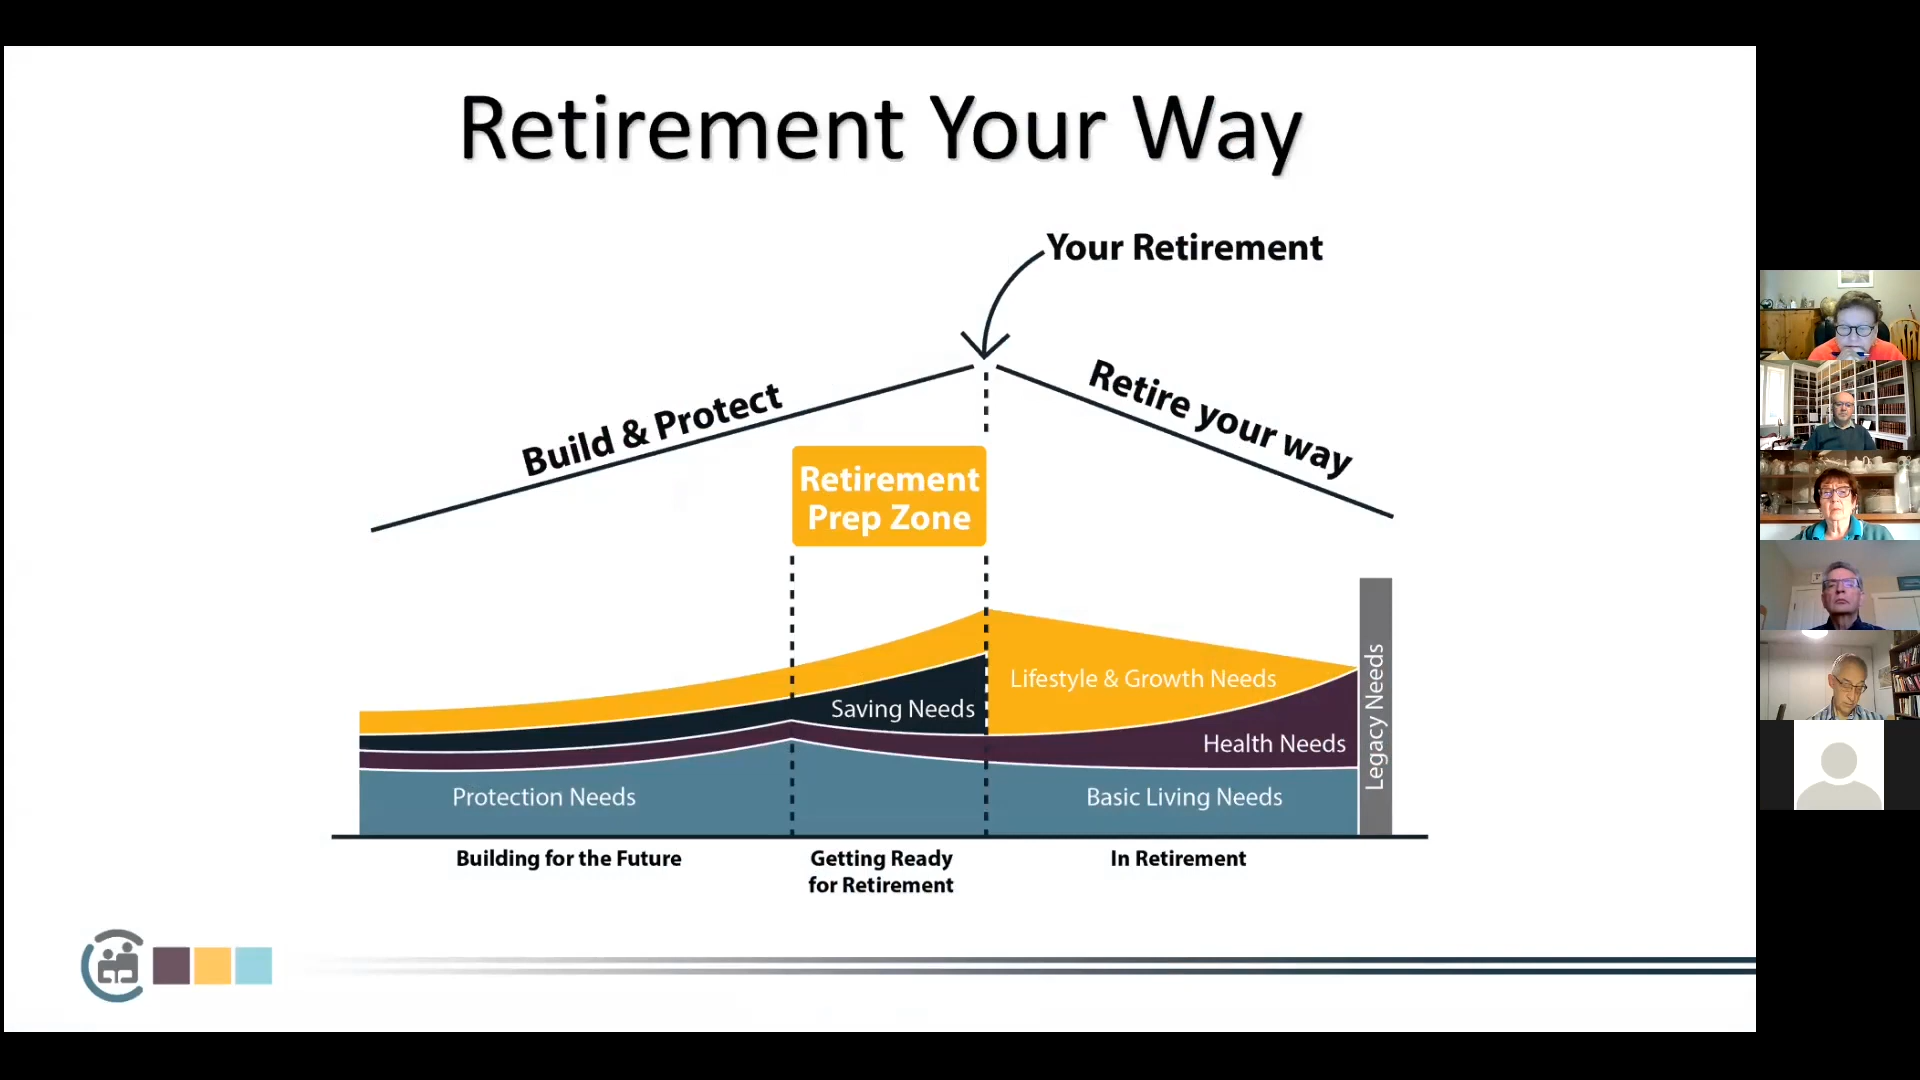 Retirement Your Way
Your Retirement
Build & Protect
Retire your way
Retirement
Prep Zone
Lifestyle & Growth Needs
Saving Needs
Health Needs
Legacy Needs
Protection Needs
Basic Living Needs
Building for the Future
Getting Ready
for Retirement
In Retirement